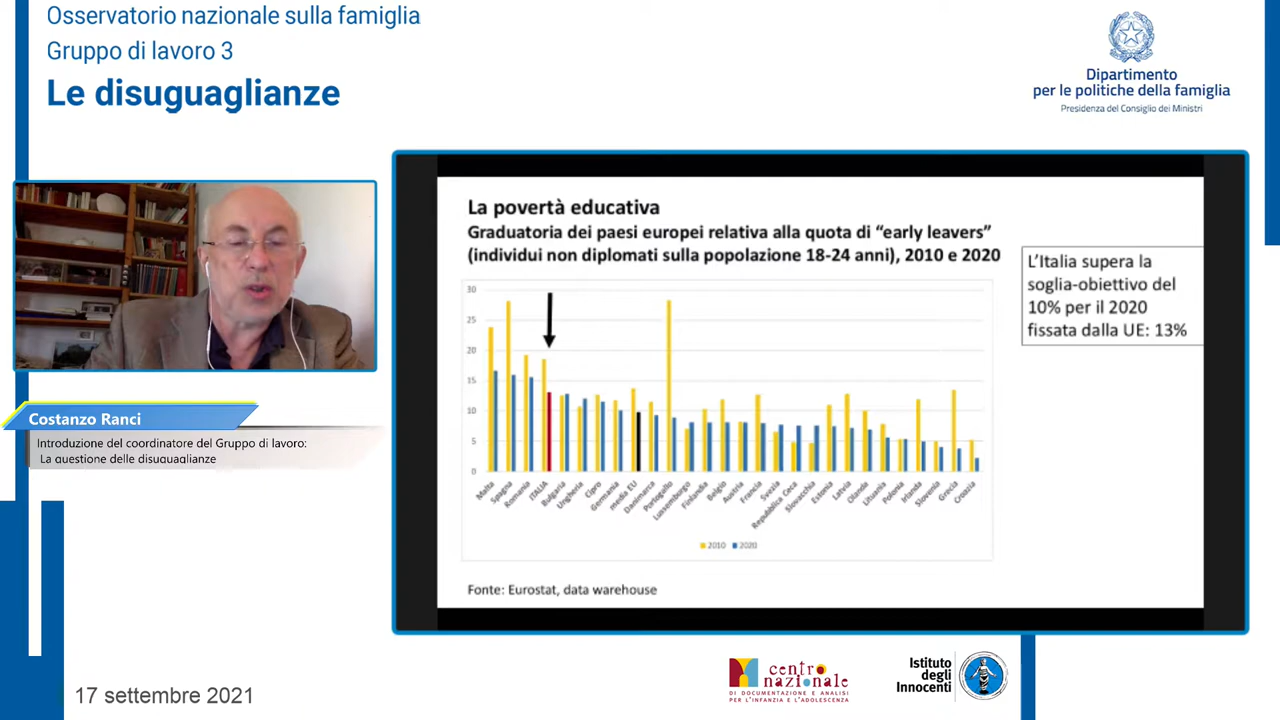 Osservatorio nazionale sulla famiglia
Gruppo di lavoro 3
Le disuguaglianze
Dipartimento
per le politiche della famiglia
Presidenza del Consiglio dei Ministri
Costanzo Ranci
Introduzione del coordinatore del Gruppo di lavoro:
La questione delle disuguaglianze
La povertà educativa
Graduatoria dei paesi europei relativa alla quota di “early leavers”
(individui non diplomati sulla popolazione 18-24 anni), 2010 e 2020
30
25
20
15
10
5
0
Malta
Spagna
Romania
ITALIA
Bulgaria
Ungheria
Cipro
Germania
media EU
Danimarca
Portogallo
Lussemburgo
Finlandia
Belgio
Austria
Francia
Svezia
Repubblica Ceca
Slovacchia
Estonia
Latvia
Olanda
Lituania
Polonia
Irlanda
Slovenia
Grecia
Croazia
2010 2020
L’Italia supera la
soglia-obiettivo del
10% per il 2020
fissata dalla UE: 13%
Fonte: Eurostat, data warehouse
17 settembre 2021
centro
nazionale
DI DOCUMENTAZIONE E ANALISI
PER L'INFANZIA E L'ADOLESCENZA
Istituto
degli
Innocenti